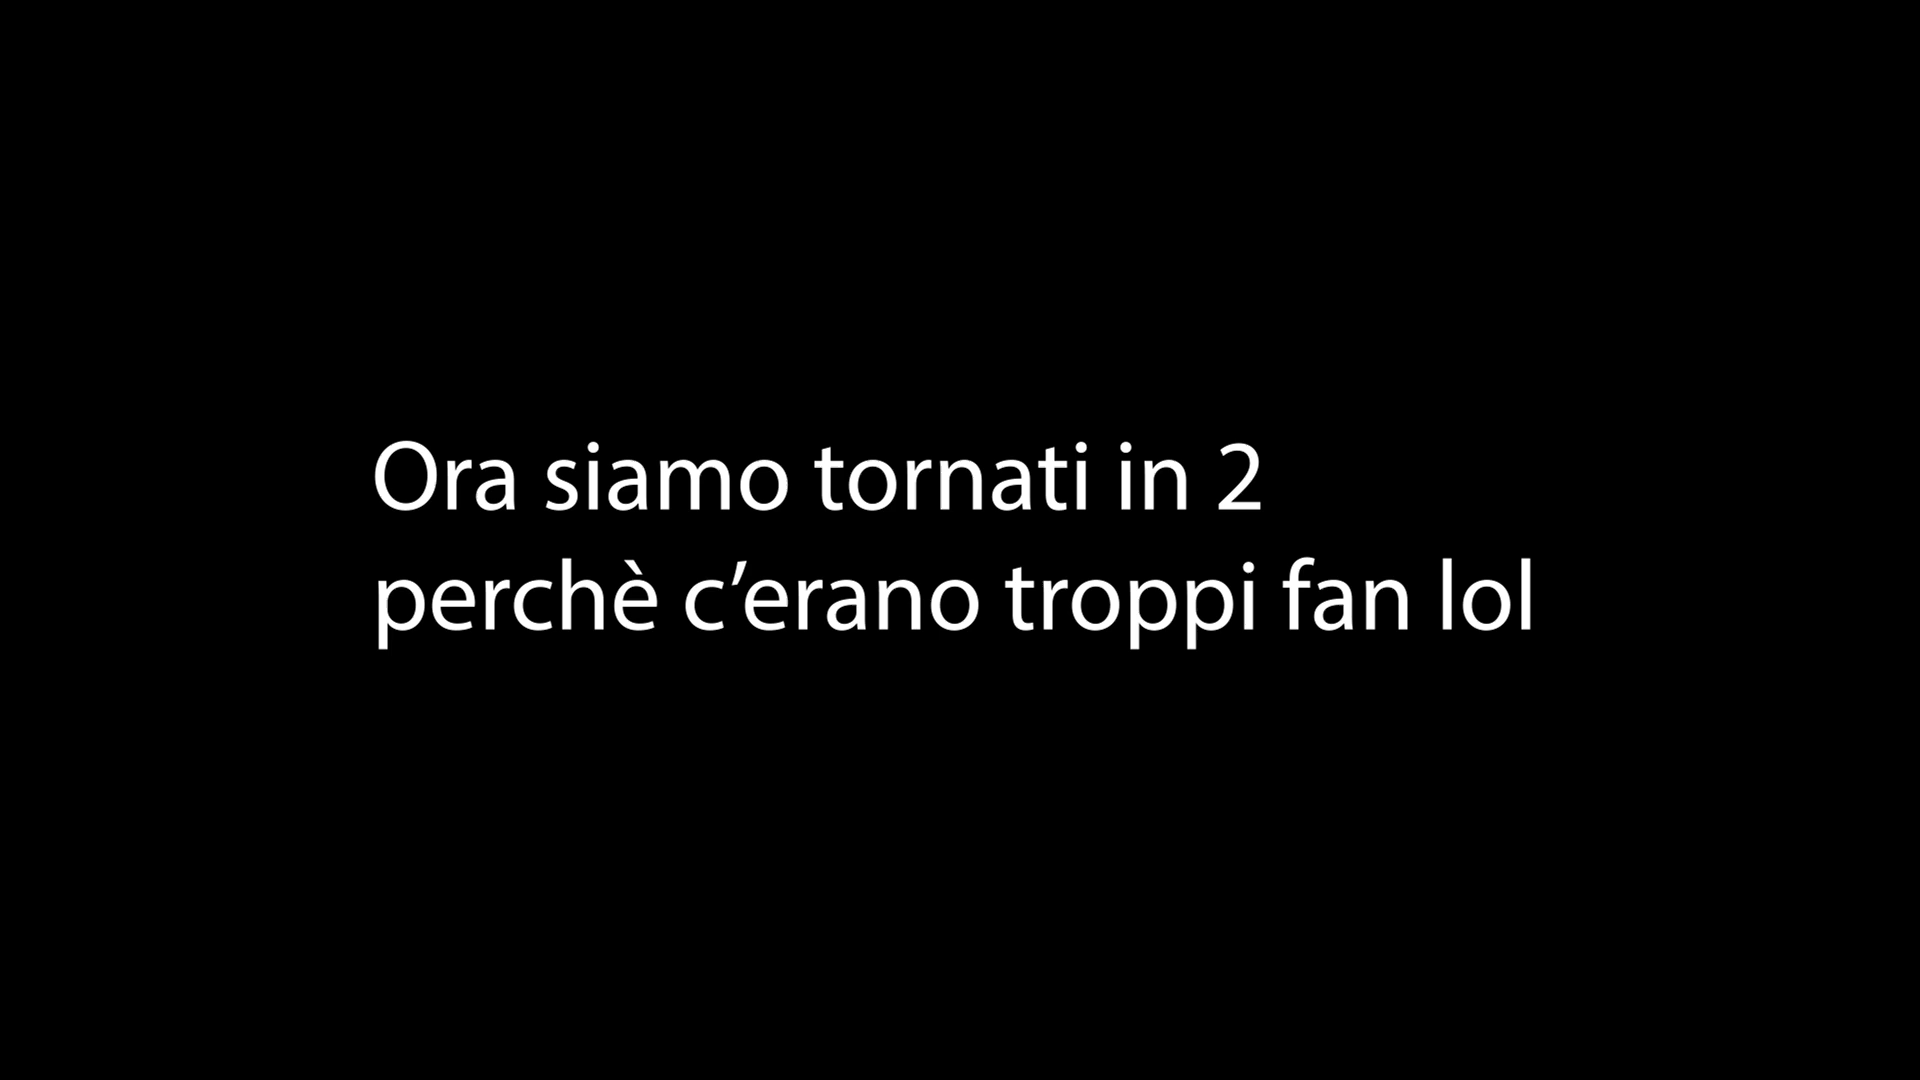 Ora siamo tornati in 2
perchè c’erano troppi fan lol